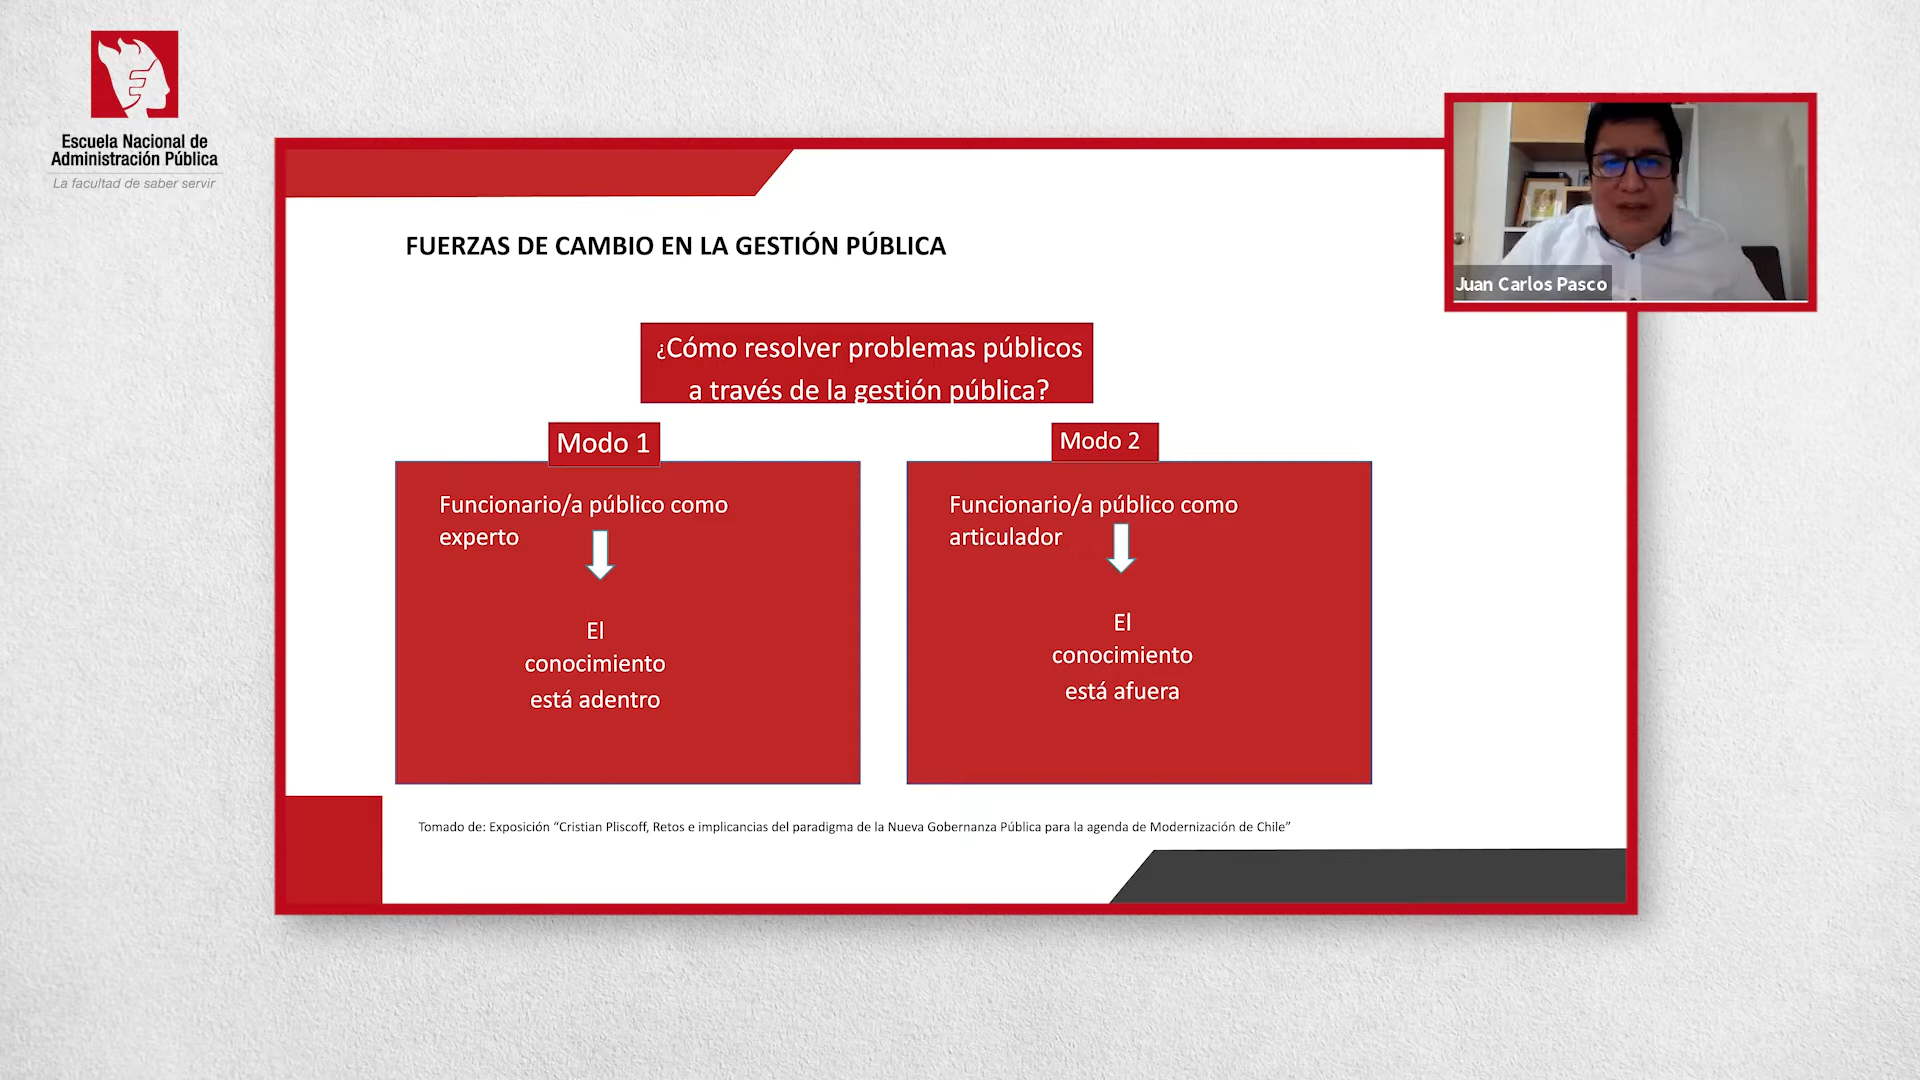 Escuela Nacional de
Administración Pública
La facultad de saber servir
FUERZAS DE CAMBIO EN LA GESTIÓN PÚBLICA
Juan Carlos Pasco
¿Cómo resolver problemas públicos
a través de la gestión pública?
Modo 1
Funcionario/a público como
experto
El
conocimiento
está adentro
Modo 2
Funcionario/a público como
articulador
El
conocimiento
está afuera
Tomado de: Exposición “Cristian Pliscoff, Retos e implicancias del paradigma de la Nueva Gobernanza Pública para la agenda de Modernización de Chile”